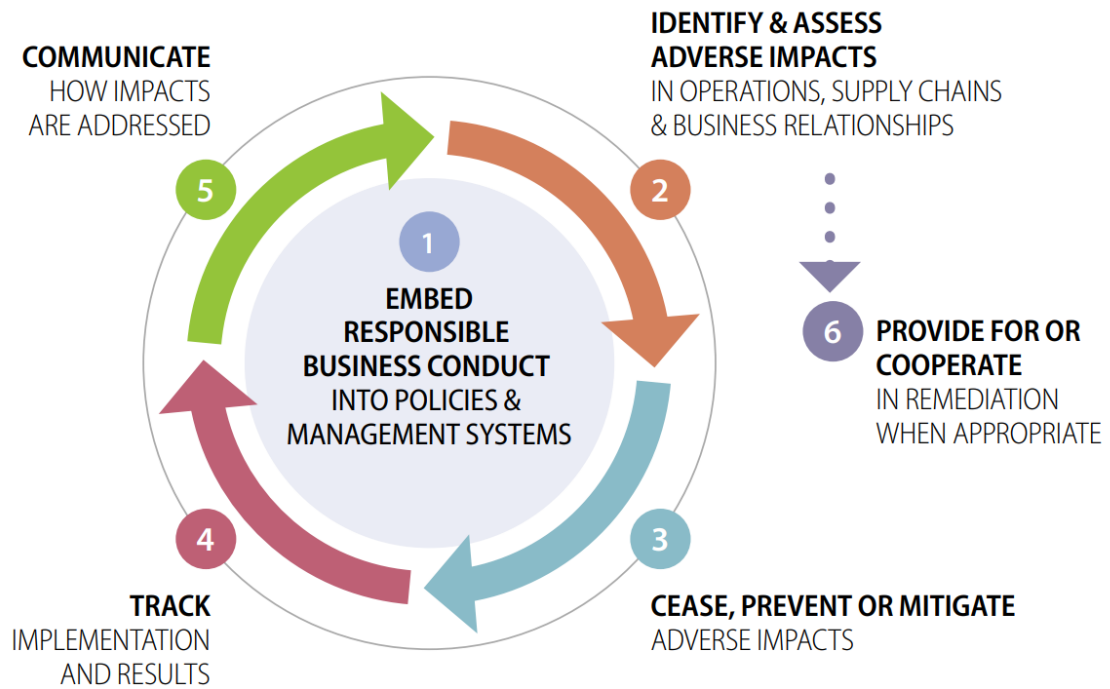 COMMUNICATE
HOW IMPACTS
ARE ADDRESSED
5
IDENTIFY & ASSESS
ADVERSE IMPACTS
IN OPERATIONS, SUPPLY CHAINS
& BUSINESS RELATIONSHIPS
2
1
EMBED
RESPONSIBLE
BUSINESS CONDUCT
INTO POLICIES &
MANAGEMENT SYSTEMS
6
PROVIDE FOR OR
COOPERATE
IN REMEDIATION
WHEN APPROPRIATE
4
TRACK
IMPLEMENTATION
AND RESULTS
3
CEASE, PREVENT OR MITIGATE
ADVERSE IMPACTS